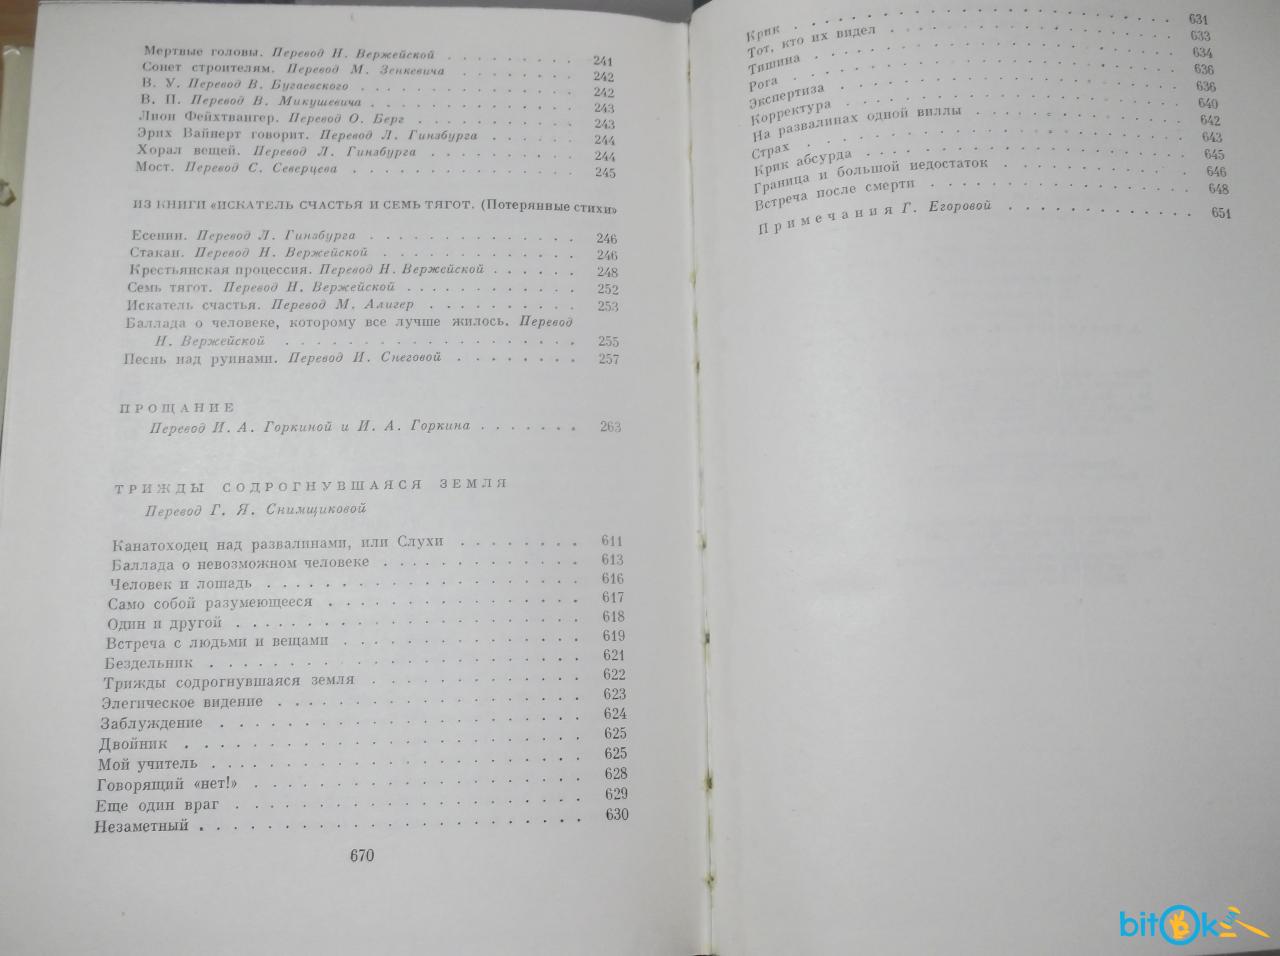 Мертвые головы. Перевод Н. Вержейской . . . . . . . . 241
Сонет строителям. Перевод М. Зенкевича . . . . . . . 242
В. У. Перевод В. Бугаевского . . . . . . . . . . . . 242
В. П. Перевод В. Микушевича . . . . . . . . . . . . 243
Лион Фейхтвангер. Перевод О. Берг . . . . . . . . . 243
Эрих Вайнерт говорит. Перевод Л. Гинзбурга . . . . . 244
Хорал вещей. Перевод Л. Гинзбурга . . . . . . . . . 244
Мост. Перевод С. Северцева . . . . . . . . . . . . . 245
ИЗ КНИГИ «ИСКАТЕЛЬ СЧАСТЬЯ И СЕМЬ ТЯГОТ. (Потерянные стихи»
Есенин. Перевод Л. Гинзбурга . . . . . . . . . . . . 246
Стакан. Перевод Н. Вержейской . . . . . . . . . . . 246
Крестьянская процессия. Перевод Н. Вержейской . . . . . 248
Семь тягот. Перевод Н. Вержейской . . . . . . . . . . 252
Искатель счастья. Перевод М. Алигер . . . . . . . . . 253
Баллада о человеке, которому все лучше жилось. Перевод
Н. Вержейской . . . . . . . . . . . . . . . . . . 255
Песнь над руинами. Перевод И. Снеговой . . . . . . . 257
ПРОЩАНИЕ
Перевод И. А. Горкиной и И. А. Горкина . . . . . . 263
ТРИЖДЫ СОДРОГНУВШАЯСЯ ЗЕМЛЯ
Перевод Г. Я. Снимщиковой
Канатоходец над развалинами, или Слухи . . . . . . . . 611
Баллада о невозможном человеке . . . . . . . . . . . . 613
Человек и лошадь . . . . . . . . . . . . . . . . . . 616
Само собой разумеющееся . . . . . . . . . . . . . . . 617
Один и другой . . . . . . . . . . . . . . . . . . . . 618
Встреча с людьми и вещами . . . . . . . . . . . . . . 619
Бездельник . . . . . . . . . . . . . . . . . . . . . 621
Трижды содрогнувшаяся земля . . . . . . . . . . . . . 622
Элегическое видение . . . . . . . . . . . . . . . . . 623
Заблуждение . . . . . . . . . . . . . . . . . . . . . 624
Двойник . . . . . . . . . . . . . . . . . . . . . . . 625
Мой учитель . . . . . . . . . . . . . . . . . . . . . 625
Говорящий «нет!» . . . . . . . . . . . . . . . . . . 628
Еще один враг . . . . . . . . . . . . . . . . . . . . 629
Незаметный . . . . . . . . . . . . . . . . . . . . . 630
670
Крик . . . . . . . . . . . . . . . . . . . . . . . . 631
Тот, кто их видел . . . . . . . . . . . . . . . . . . 633
Тишина . . . . . . . . . . . . . . . . . . . . . . . 634
Рога . . . . . . . . . . . . . . . . . . . . . . . . 636
Экспертиза . . . . . . . . . . . . . . . . . . . . . 636
Корректура . . . . . . . . . . . . . . . . . . . . . 640
На развалинах одной виллы . . . . . . . . . . . . . . 642
Страх . . . . . . . . . . . . . . . . . . . . . . . . 643
Крик абсурда . . . . . . . . . . . . . . . . . . . . 645
Граница и большой недостаток . . . . . . . . . . . . . 646
Встреча после смерти . . . . . . . . . . . . . . . . 648
Примечания Г. Егоровой . . . . . . . . . . . . . . . 651
bitOk